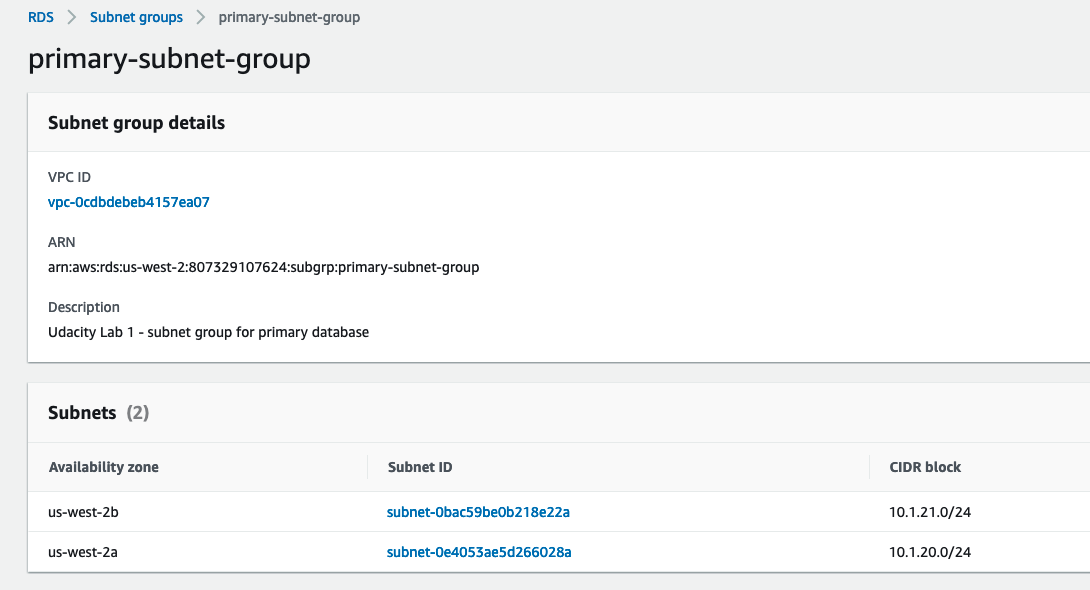 RDS > Subnet groups > primary-subnet-group
primary-subnet-group
Subnet group details
VPC ID
vpc-0cdbdebeb4157ea07
ARN
arn:aws:rds:us-west-2:807329107624:subgrp:primary-subnet-group
Description
Udacity Lab 1 - subnet group for primary database
Subnets (2)
Availability zone Subnet ID CIDR block
us-west-2b subnet-0bac59be0b218e22a 10.1.21.0/24
us-west-2a subnet-0e4053ae5d266028a 10.1.20.0/24